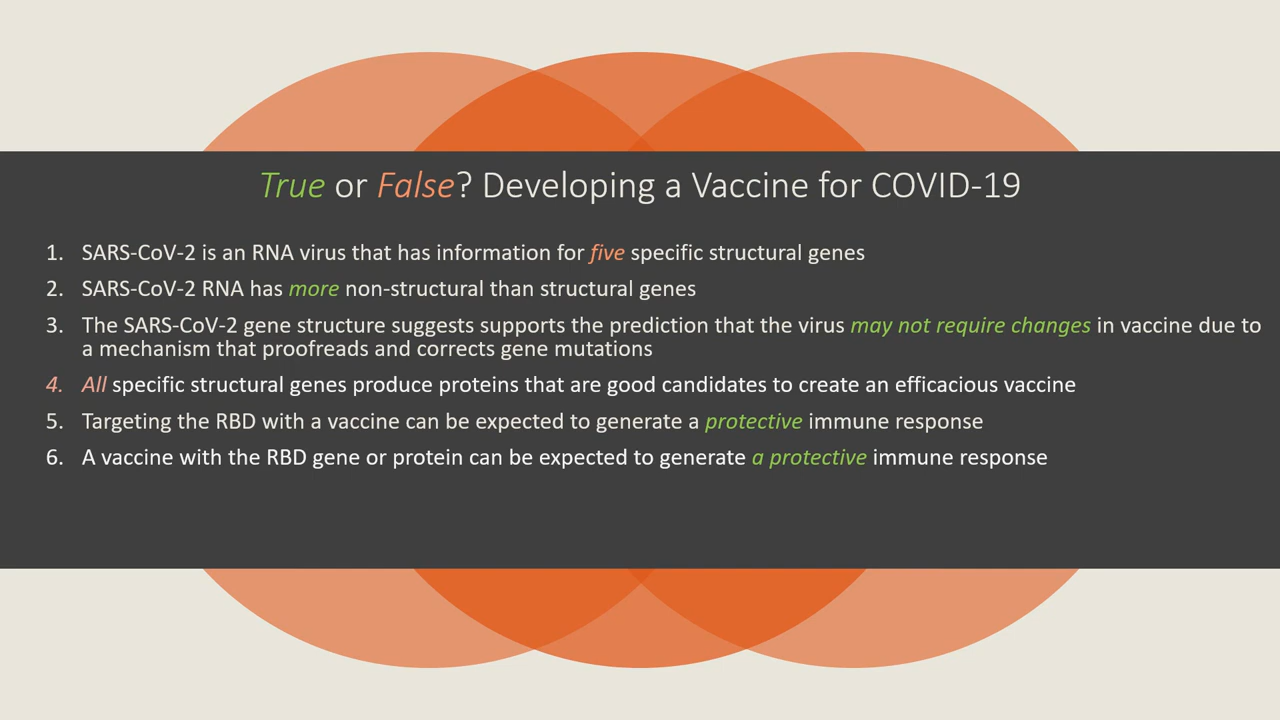 True or False? Developing a Vaccine for COVID-19
1. SARS-CoV-2 is an RNA virus that has information for five specific structural genes
2. SARS-CoV-2 RNA has more non-structural than structural genes
3. The SARS-CoV-2 gene structure suggests supports the prediction that the virus may not require changes in vaccine due to
a mechanism that proofreads and corrects gene mutations
4. All specific structural genes produce proteins that are good candidates to create an efficacious vaccine
5. Targeting the RBD with a vaccine can be expected to generate a protective immune response
6. A vaccine with the RBD gene or protein can be expected to generate a protective immune response